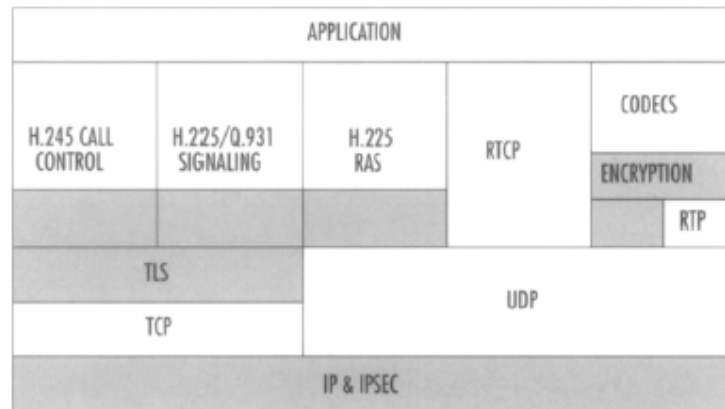 APPLICATION
H.245 CALL
CONTROL
H.225/Q.931
SIGNALING
H.225
RAS
RTCP
CODECS
ENCRYPTION
RTP
TLS
UDP
TCP
IP & IPSEC